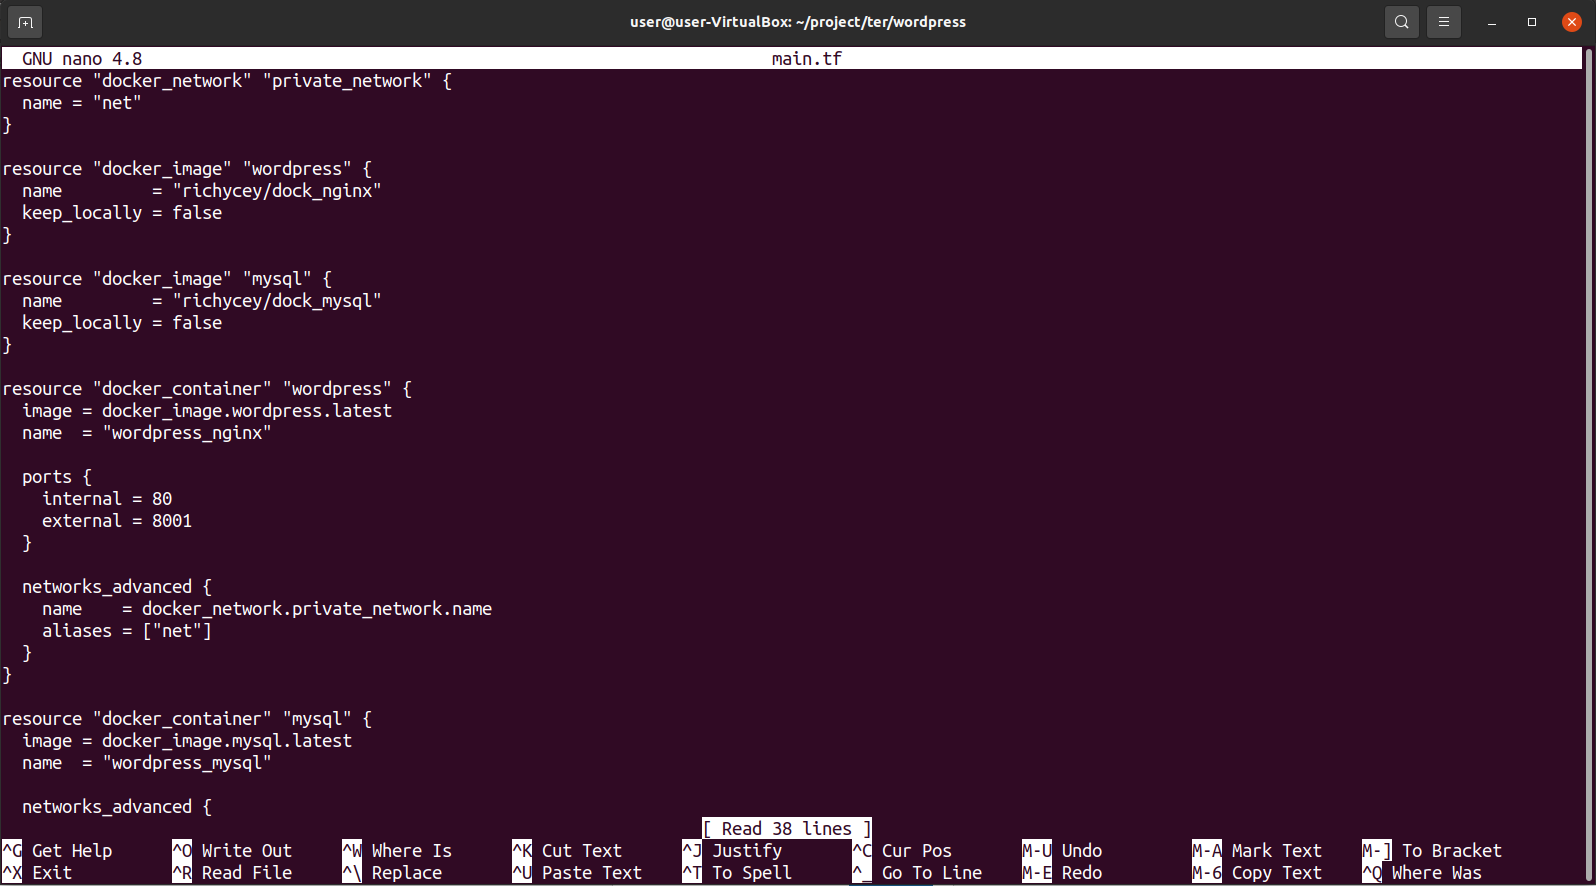 user@user-VirtualBox: ~/project/ter/wordpress
GNU nano 4.8 main.tf
resource "docker_network" "private_network" {
  name = "net"
}

resource "docker_image" "wordpress" {
  name         = "richycey/dock_nginx"
  keep_locally = false
}

resource "docker_image" "mysql" {
  name         = "richycey/dock_mysql"
  keep_locally = false
}

resource "docker_container" "wordpress" {
  image = docker_image.wordpress.latest
  name  = "wordpress_nginx"

  ports {
    internal = 80
    external = 8001
  }

  networks_advanced {
    name    = docker_network.private_network.name
    aliases = ["net"]
  }
}

resource "docker_container" "mysql" {
  image = docker_image.mysql.latest
  name  = "wordpress_mysql"

  networks_advanced {
[ Read 38 lines ]
^G Get Help ^O Write Out ^W Where Is ^K Cut Text ^J Justify ^C Cur Pos M-U Undo M-A Mark Text M-] To Bracket
^X Exit ^R Read File ^\ Replace ^U Paste Text ^T To Spell ^_ Go To Line M-E Redo M-6 Copy Text ^Q Where Was